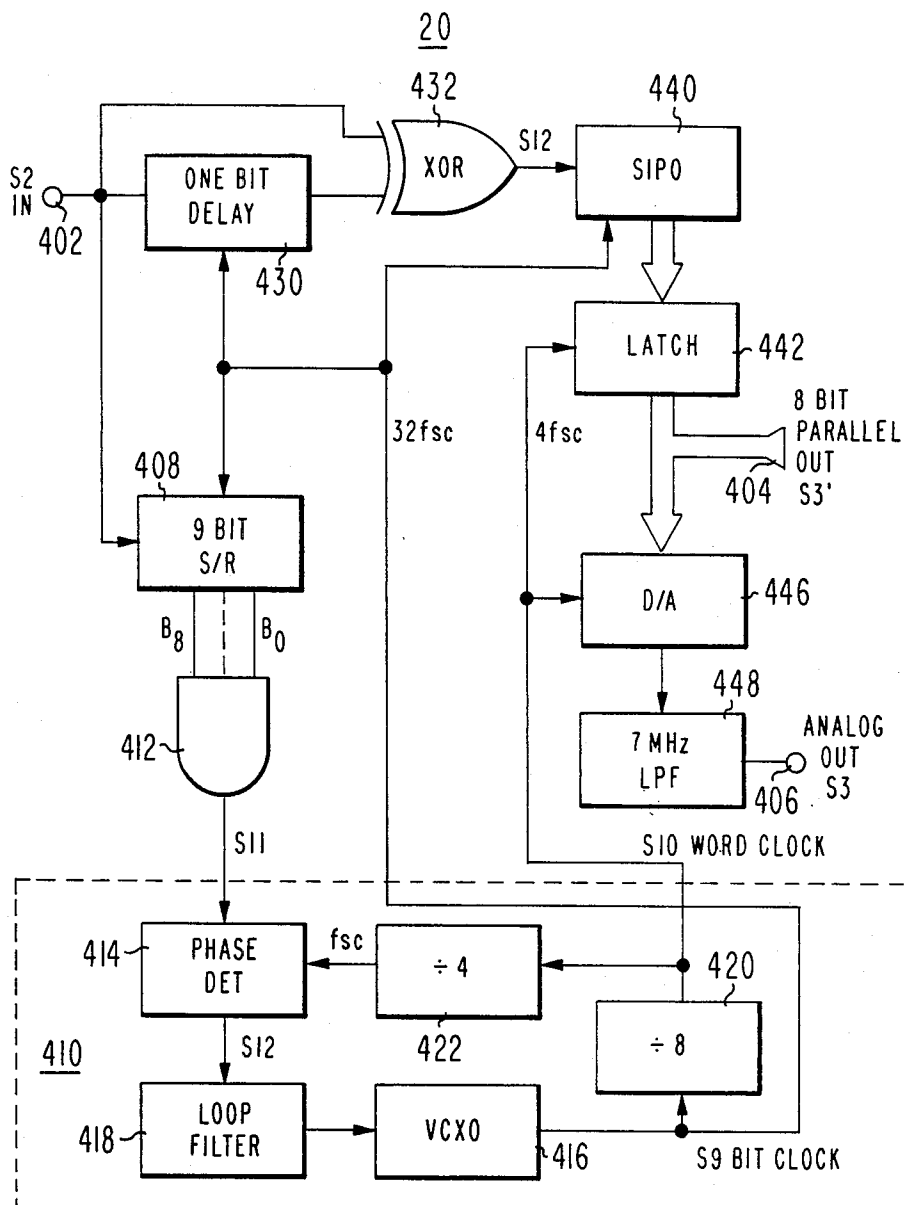 20
432
440
S2
IN
402
ONE BIT
DELAY
430
XOR
S12
SIPO
LATCH
442
32fsc
4fsc
8 BIT
PARALLEL
OUT
S3'
404
408
9 BIT
S/R
B8
B0
412
D/A
446
448
7 MHz
LPF
ANALOG
OUT
S3
406
S11
S10 WORD CLOCK
414
PHASE
DET
fsc
÷ 4
422
420
÷ 8
410
S12
418
LOOP
FILTER
VCXO
416
S9 BIT CLOCK